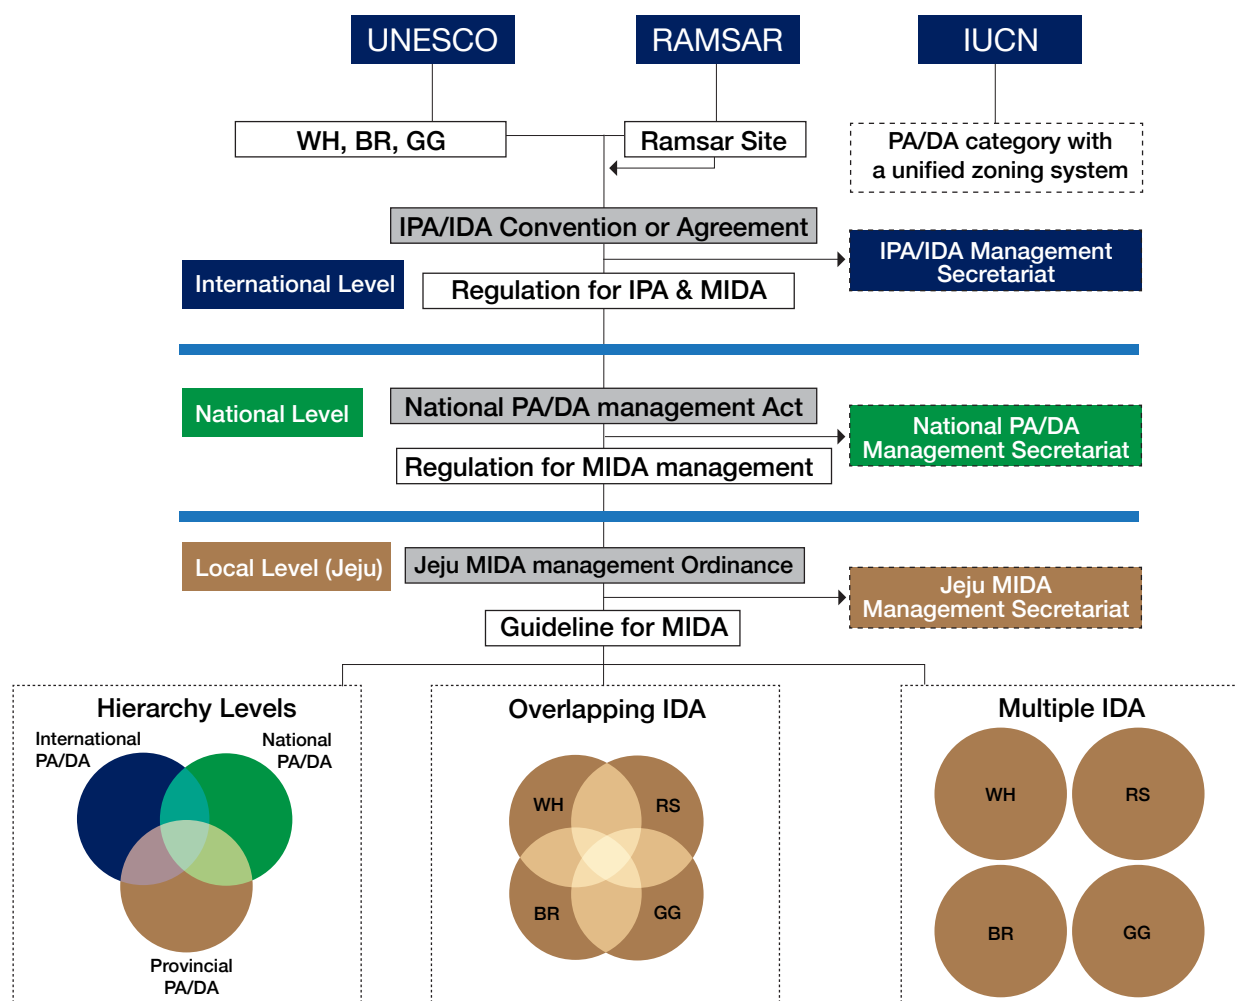 UNESCO
RAMSAR
IUCN
WH, BR, GG
Ramsar Site
PA/DA category with
a unified zoning system
IPA/IDA Convention or Agreement
IPA/IDA Management
Secretariat
International Level
Regulation for IPA & MIDA
National Level
National PA/DA management Act
National PA/DA
Management Secretariat
Regulation for MIDA management
Local Level (Jeju)
Jeju MIDA management Ordinance
Jeju MIDA
Management Secretariat
Guideline for MIDA
Hierarchy Levels
International
PA/DA
National
PA/DA
Provincial
PA/DA
Overlapping IDA
WH
RS
BR
GG
Multiple IDA
WH
RS
BR
GG